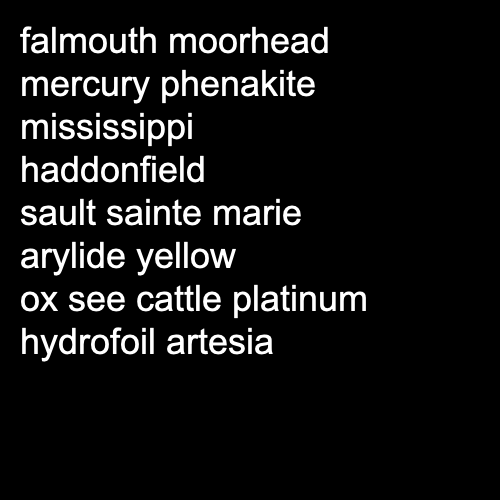 falmouth moorhead
mercury phenakite
mississippi
haddonfield
sault sainte marie
arylide yellow
ox see cattle platinum
hydrofoil artesia